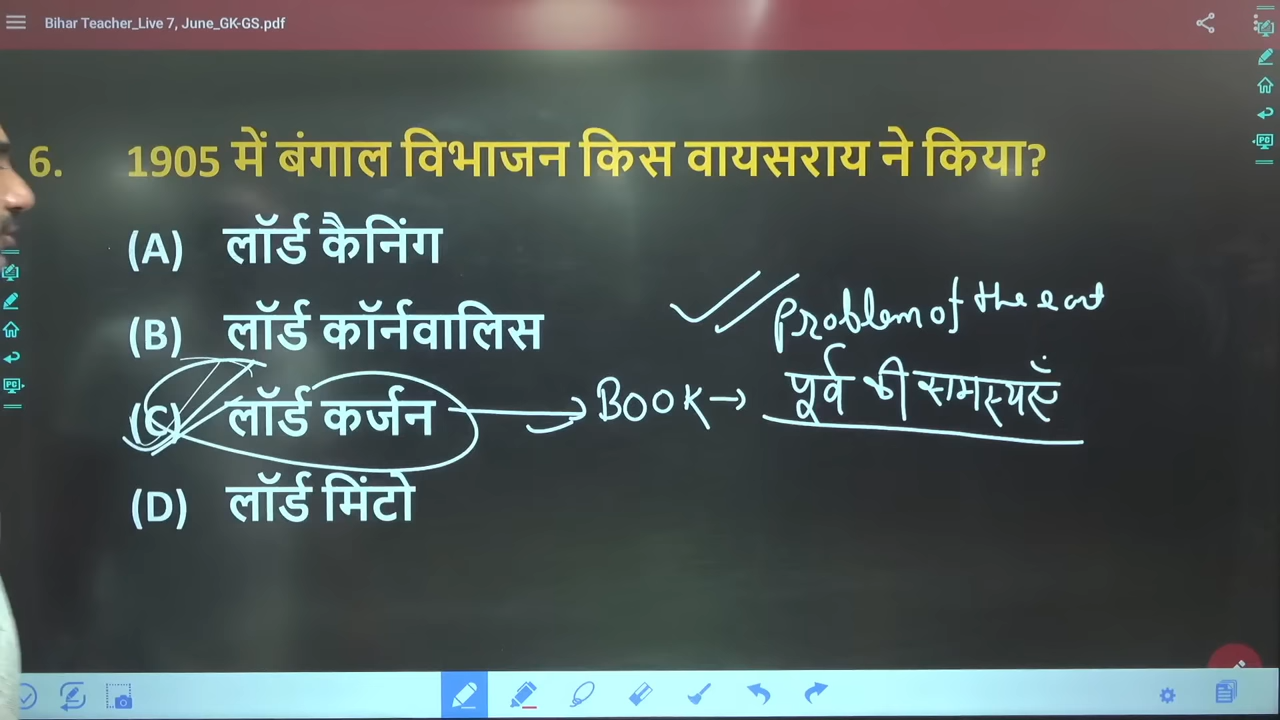 Bihar Teacher_Live 7, June_GK-GS.pdf
6. 1905 में बंगाल विभाजन किस वायसराय ने किया?
(A) लॉर्ड कैनिंग
(B) लॉर्ड कॉर्नवालिस
(C) लॉर्ड कर्जन
(D) लॉर्ड मिंटो
Problem of the east
BOOK → पूर्व की समस्यएँ